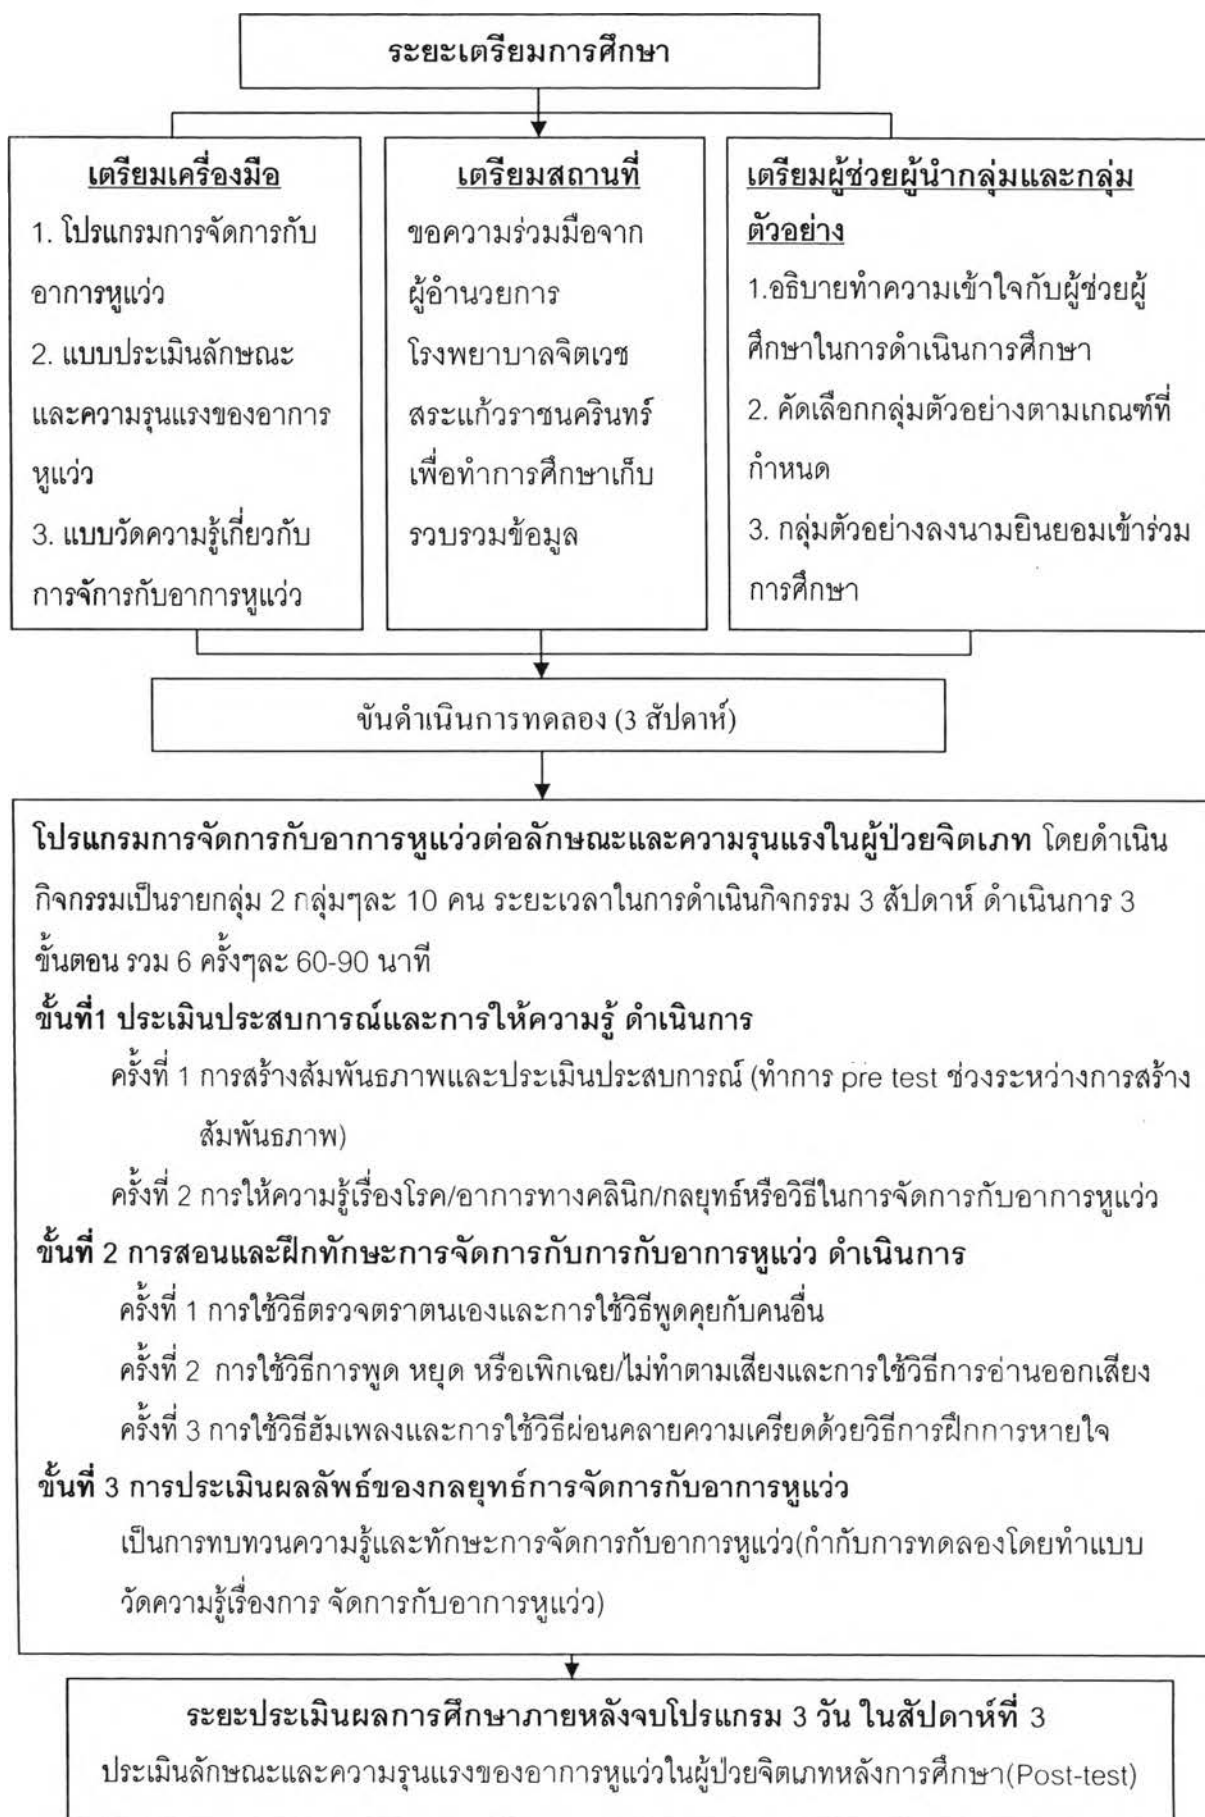 ระยะเตรียมการศึกษา
เตรียมเครื่องมือ
1. โปรแกรมการจัดการกับ
อาการหูแว่ว
2. แบบประเมินลักษณะ
และความรุนแรงของอาการ
หูแว่ว
3. แบบวัดความรู้เกี่ยวกับ
การจัการกับอาการหูแว่ว
เตรียมสถานที่
ขอความร่วมมือจาก
ผู้อำนวยการ
โรงพยาบาลจิตเวช
สระแก้วราชนครินทร์
เพื่อทำการศึกษาเก็บ
รวบรวมข้อมูล
เตรียมผู้ช่วยผู้นำกลุ่มและกลุ่ม
ตัวอย่าง
1.อธิบายทำความเข้าใจกับผู้ช่วยผู้
ศึกษาในการดำเนินการศึกษา
2. คัดเลือกกลุ่มตัวอย่างตามเกณฑ์ที่
กำหนด
3. กลุ่มตัวอย่างลงนามยินยอมเข้าร่วม
การศึกษา
ขันดำเนินการทดลอง (3 สัปดาห์)
โปรแกรมการจัดการกับอาการหูแว่วต่อลักษณะและความรุนแรงในผู้ป่วยจิตเภท โดยดำเนิน
กิจกรรมเป็นรายกลุ่ม 2 กลุ่มๆละ 10 คน ระยะเวลาในการดำเนินกิจกรรม 3 สัปดาห์ ดำเนินการ 3
ขั้นตอน รวม 6 ครั้งๆละ 60-90 นาที
ขั้นที่1 ประเมินประสบการณ์และการให้ความรู้ ดำเนินการ
ครั้งที่ 1 การสร้างสัมพันธภาพและประเมินประสบการณ์ (ทำการ pre test ช่วงระหว่างการสร้าง
สัมพันธภาพ)
ครั้งที่ 2 การให้ความรู้เรื่องโรค/อาการทางคลินิก/กลยุทธ์หรือวิธีในการจัดการกับอาการหูแว่ว
ขั้นที่ 2 การสอนและฝึกทักษะการจัดการกับการกับอาการหูแว่ว ดำเนินการ
ครั้งที่ 1 การใช้วิธีตรวจตราตนเองและการใช้วิธีพูดคุยกับคนอื่น
ครั้งที่ 2 การใช้วิธีการพูด หยุด หรือเพิกเฉย/ไม่ทำตามเสียงและการใช้วิธีการอ่านออกเสียง
ครั้งที่ 3 การใช้วิธีฮัมเพลงและการใช้วิธีผ่อนคลายความเครียดด้วยวิธีการฝึกการหายใจ
ขั้นที่ 3 การประเมินผลลัพธ์ของกลยุทธ์การจัดการกับอาการหูแว่ว
เป็นการทบทวนความรู้และทักษะการจัดการกับอาการหูแว่ว(กำกับการทดลองโดยทำแบบ
วัดความรู้เรื่องการ จัดการกับอาการหูแว่ว)
ระยะประเมินผลการศึกษาภายหลังจบโปรแกรม 3 วัน ในสัปดาห์ที่ 3
ประเมินลักษณะและความรุนแรงของอาการหูแว่วในผู้ป่วยจิตเภทหลังการศึกษา(Post-test)